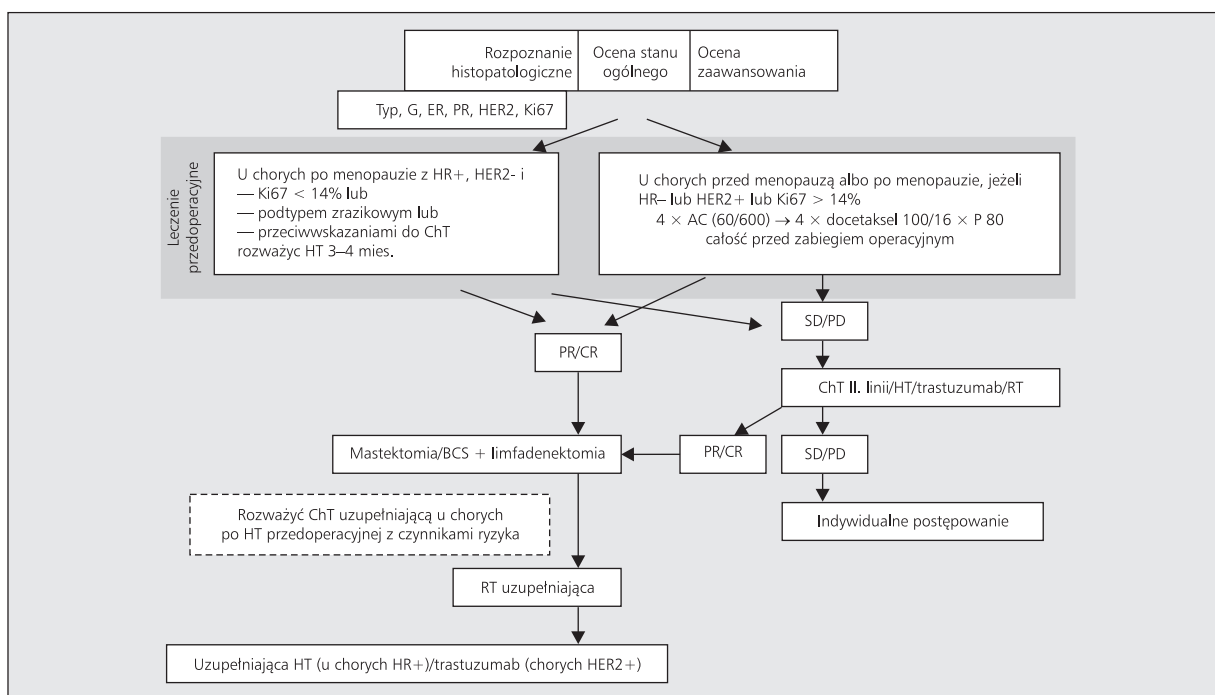 Rozpoznanie
histopatologiczne
Ocena stanu
ogólnego
Ocena
zaawansowania
Typ, G, ER, PR, HER2, Ki67
Leczenie
przedoperacyjne
U chorych po menopauzie z HR+, HER2- i
— Ki67 < 14% lub
— podtypem zrazikowym lub
— przeciwwskazaniami do ChT
rozważyc HT 3–4 mies.
U chorych przed menopauzą albo po menopauzie, jeżeli
HR– lub HER2+ lub Ki67 > 14%
4 × AC (60/600) → 4 × docetaksel 100/16 × P 80
całość przed zabiegiem operacyjnym
SD/PD
PR/CR
ChT II. linii/HT/trastuzumab/RT
Mastektomia/BCS + limfadenektomia
PR/CR
SD/PD
Rozważyć ChT uzupełniającą u chorych
po HT przedoperacyjnej z czynnikami ryzyka
Indywidualne postępowanie
RT uzupełniająca
Uzupełniająca HT (u chorych HR+)/trastuzumab (chorych HER2+)